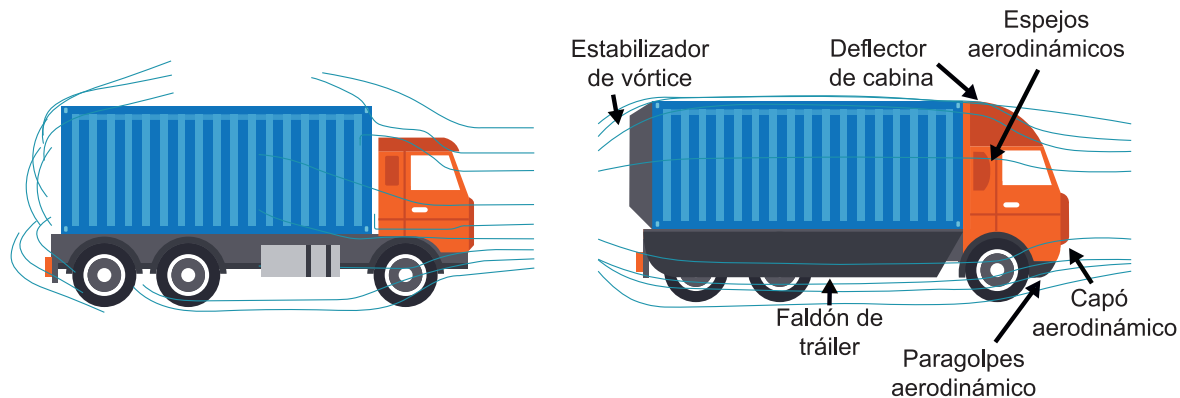 Estabilizador
de vórtice
Deflector
de cabina
Espejos
aerodinámicos
Faldón de
tráiler
Paragolpes
aerodinámico
Capó
aerodinámico